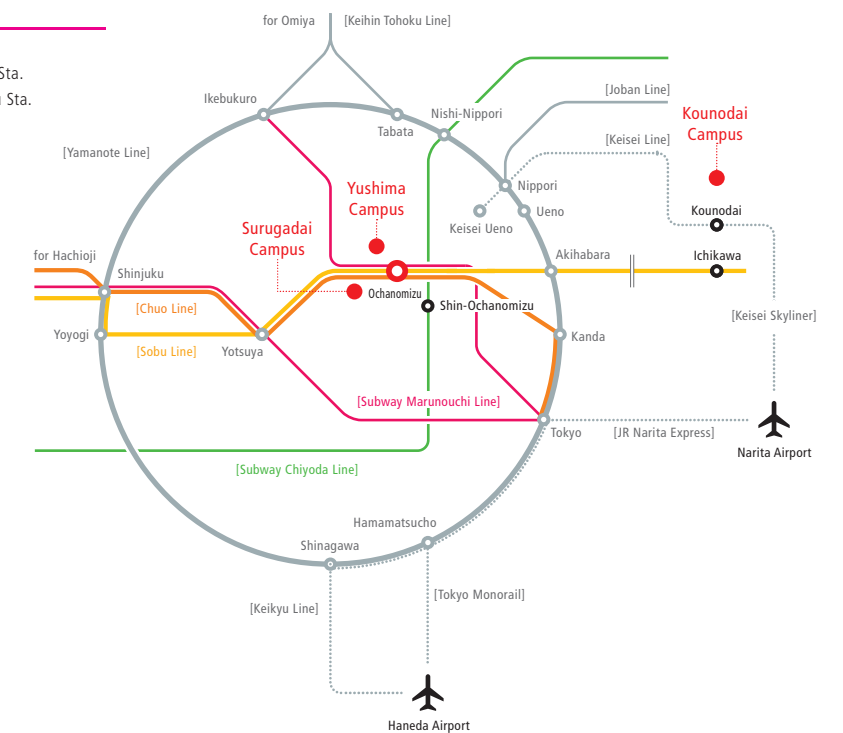 for Omiya
[Keihin Tohoku Line]
Sta.
Sta.
Ikebukuro
Tabata
Nishi-Nippori
[Joban Line]
Kounodai
Campus
[Yamanote Line]
[Keisei Line]
Yushima
Campus
Nippori
Ueno
Keisei Ueno
Kounodai
Surugadai
Campus
for Hachioji
Shinjuku
Akihabara
Ichikawa
Ochanomizu
[Chuo Line]
Shin-Ochanomizu
[Keisei Skyliner]
Yoyogi
[Sobu Line]
Yotsuya
Kanda
[Subway Marunouchi Line]
Tokyo
[JR Narita Express]
Narita Airport
[Subway Chiyoda Line]
Hamamatsucho
Shinagawa
[Keikyu Line]
[Tokyo Monorail]
Haneda Airport